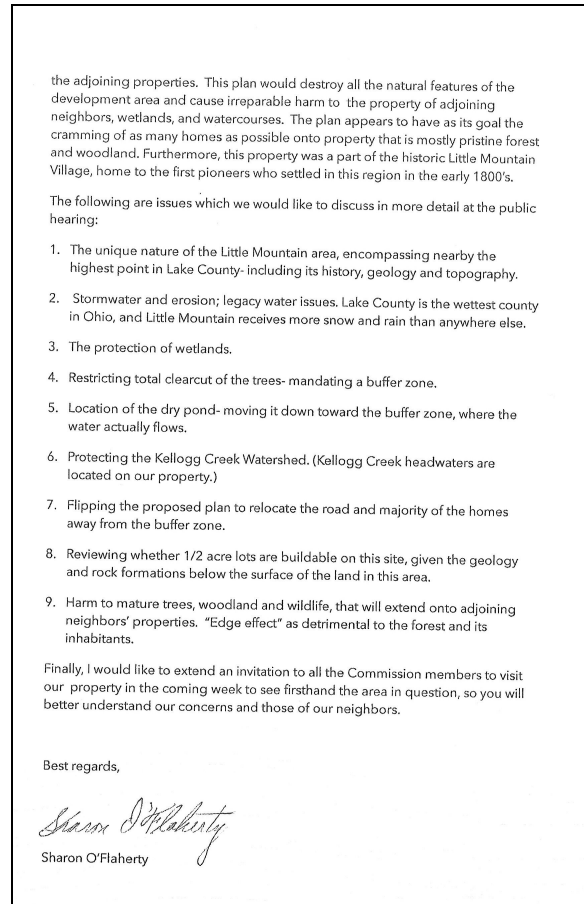 the adjoining properties. This plan would destroy all the natural features of the
development area and cause irreparable harm to the property of adjoining
neighbors, wetlands, and watercourses. The plan appears to have as its goal the
cramming of as many homes as possible onto property that is mostly pristine forest
and woodland. Furthermore, this property was a part of the historic Little Mountain
Village, home to the first pioneers who settled in this region in the early 1800's.
The following are issues which we would like to discuss in more detail at the public
hearing:
1. The unique nature of the Little Mountain area, encompassing nearby the
highest point in Lake County- including its history, geology and topography.
2. Stormwater and erosion; legacy water issues. Lake County is the wettest county
in Ohio, and Little Mountain receives more snow and rain than anywhere else.
3. The protection of wetlands.
4. Restricting total clearcut of the trees- mandating a buffer zone.
5. Location of the dry pond- moving it down toward the buffer zone, where the
water actually flows.
6. Protecting the Kellogg Creek Watershed. (Kellogg Creek headwaters are
located on our property.)
7. Flipping the proposed plan to relocate the road and majority of the homes
away from the buffer zone.
8. Reviewing whether 1/2 acre lots are buildable on this site, given the geology
and rock formations below the surface of the land in this area.
9. Harm to mature trees, woodland and wildlife, that will extend onto adjoining
neighbors' properties. "Edge effect" as detrimental to the forest and its
inhabitants.
Finally, I would like to extend an invitation to all the Commission members to visit
our property in the coming week to see firsthand the area in question, so you will
better understand our concerns and those of our neighbors.
Best regards,
Sharon O'Flaherty
Sharon O'Flaherty